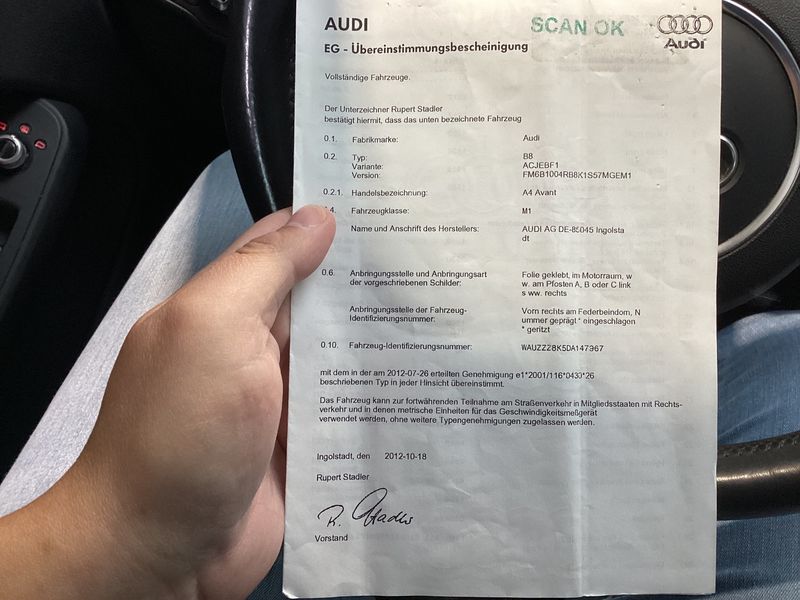 AUDI
SCAN OK
Audi
EG - Übereinstimmungsbescheinigung
Vollständige Fahrzeuge.
Der Unterzeichner Rupert Stadler
bestätigt hiermit, dass das unten bezeichnete Fahrzeug
0.1. Fabrikmarke: Audi
0.2. Typ: B8
Variante: ACJEBF1
Version: FM6B1004RB8K1S57MGEM1
0.2.1. Handelsbezeichnung: A4 Avant
.4. Fahrzeugklasse: M1
Name und Anschrift des Herstellers: AUDI AG DE-85045 Ingolsta
dt
0.6. Anbringungsstelle und Anbringungsart Folie geklebt, im Motorraum, w
der vorgeschriebenen Schilder: w. am Pfosten A, B oder C link
s ww. rechts
Anbringungsstelle der Fahrzeug- Vorn rechts am Federbeindom, N
Identifizierungsnummer: ummer geprägt * eingeschlagen
* geritzt
0.10. Fahrzeug-Identifizierungsnummer: WAUZZZ8K5DA147967
mit dem in der am 2012-07-26 erteilten Genehmigung e1*2001/116*0430*26
beschriebenen Typ in jeder Hinsicht übereinstimmt.
Das Fahrzeug kann zur fortwährenden Teilnahme am Straßenverkehr in Mitgliedsstaaten mit Rechts-
verkehr und in denen metrische Einheiten für das Geschwindigkeitsmeßgerät
verwendet werden, ohne weitere Typengenehmigungen zugelassen werden.
Ingolstadt, den 2012-10-18
Rupert Stadler
R. Stadler
Vorstand